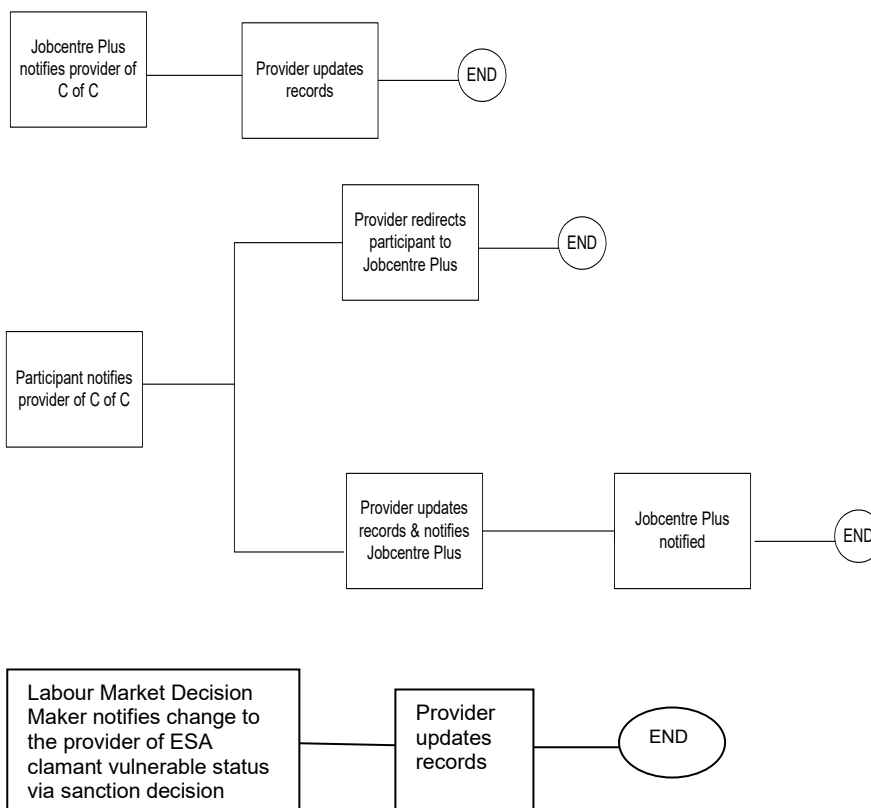 Jobcentre Plus
notifies provider of
C of C
Provider updates
records
END
Provider redirects
participant to
Jobcentre Plus
END
Participant notifies
provider of C of C
Provider updates
records & notifies
Jobcentre Plus
Jobcentre Plus
notified
END
Labour Market Decision
Maker notifies change to
the provider of ESA
clamant vulnerable status
via sanction decision
Provider
updates
records
END